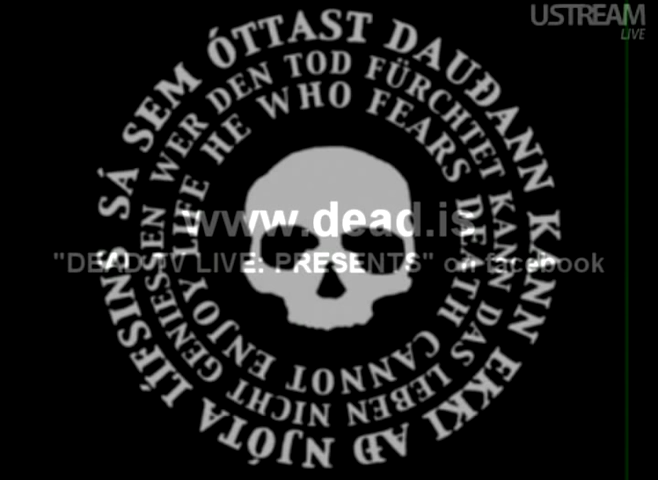 USTREAM
LIVE
SÁ SEM ÓTTAST DAUÐANN KANN EKKI AÐ NJÓTA LÍFSINS
WER DEN TOD FÜRCHTET KANN DAS LEBEN NICHT GENIESSEN
HE WHO FEARS DEATH CANNOT ENJOY LIFE
www.dead.is
"DEAD TV LIVE: PRESENTS" on facebook